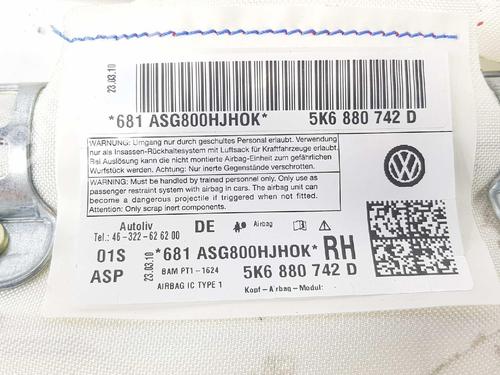 23.03.10
*681 ASG800HJHOK* 5K6 880 742 D
WARNUNG: Umgang nur durch geschultes Personal erlaubt. Verwendung
nur als Insassen-Rückhaltesystem mit Luftsack für Kraftfahrzeuge erlaubt.
Bei Auslösung kann die nicht montierte Airbag-Einheit zum gefährlichen
Wurfstück werden. Achtung: Nur inerte Gegenstände verschrotten.
WARNING: Must be handled by trained personnel only. Only use as
passenger restraint system with airbag in cars. The airbag unit can
become a dangerous projectile if triggered when not fitted.
Attention: Only scrap inert components.
Autoliv DE Airbag
Tel.: 46-322-626200
01S 23.03.10 *681 ASG800HJHOK* RH
ASP BAM PT1-1624 5K6 880 742 D
AIRBAG IC TYPE 1 Kopf-Airbag-Modul